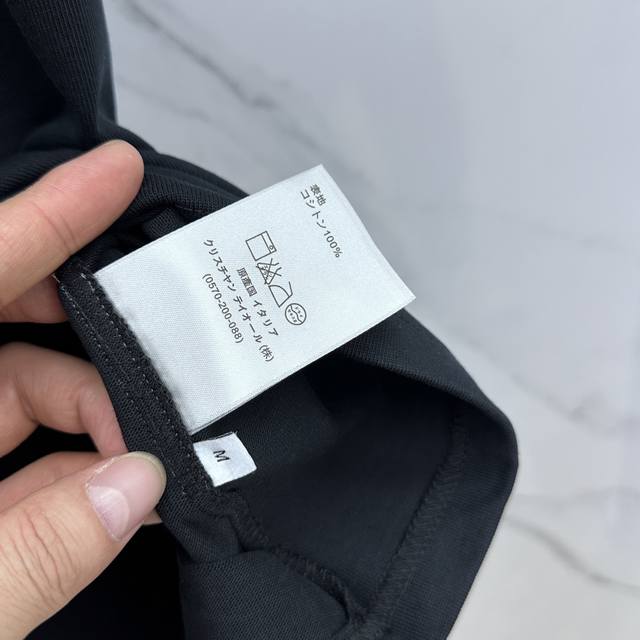 表地
コットン100%
原産国 イタリア
クリスチャン ディオール (株)
(0570-200-088)
M